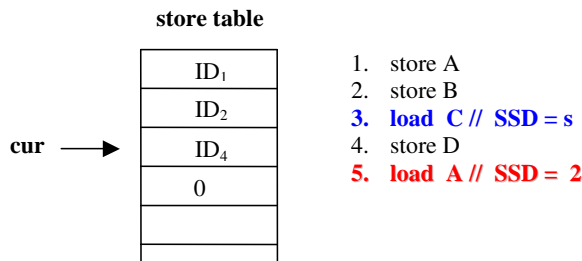 store table
ID₁
ID₂
ID₄
0
cur
1. store A
2. store B
3. load C // SSD = s
4. store D
5. load A // SSD = 2